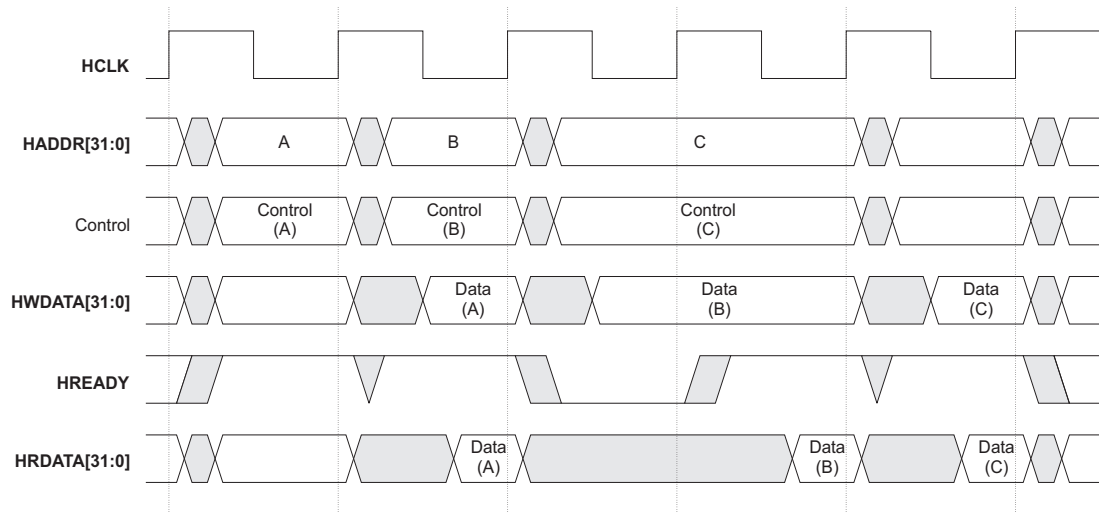 HCLK
HADDR[31:0]
A
B
C
Control
Control
(A)
Control
(B)
Control
(C)
HWDATA[31:0]
Data
(A)
Data
(B)
Data
(C)
HREADY
HRDATA[31:0]
Data
(A)
Data
(B)
Data
(C)